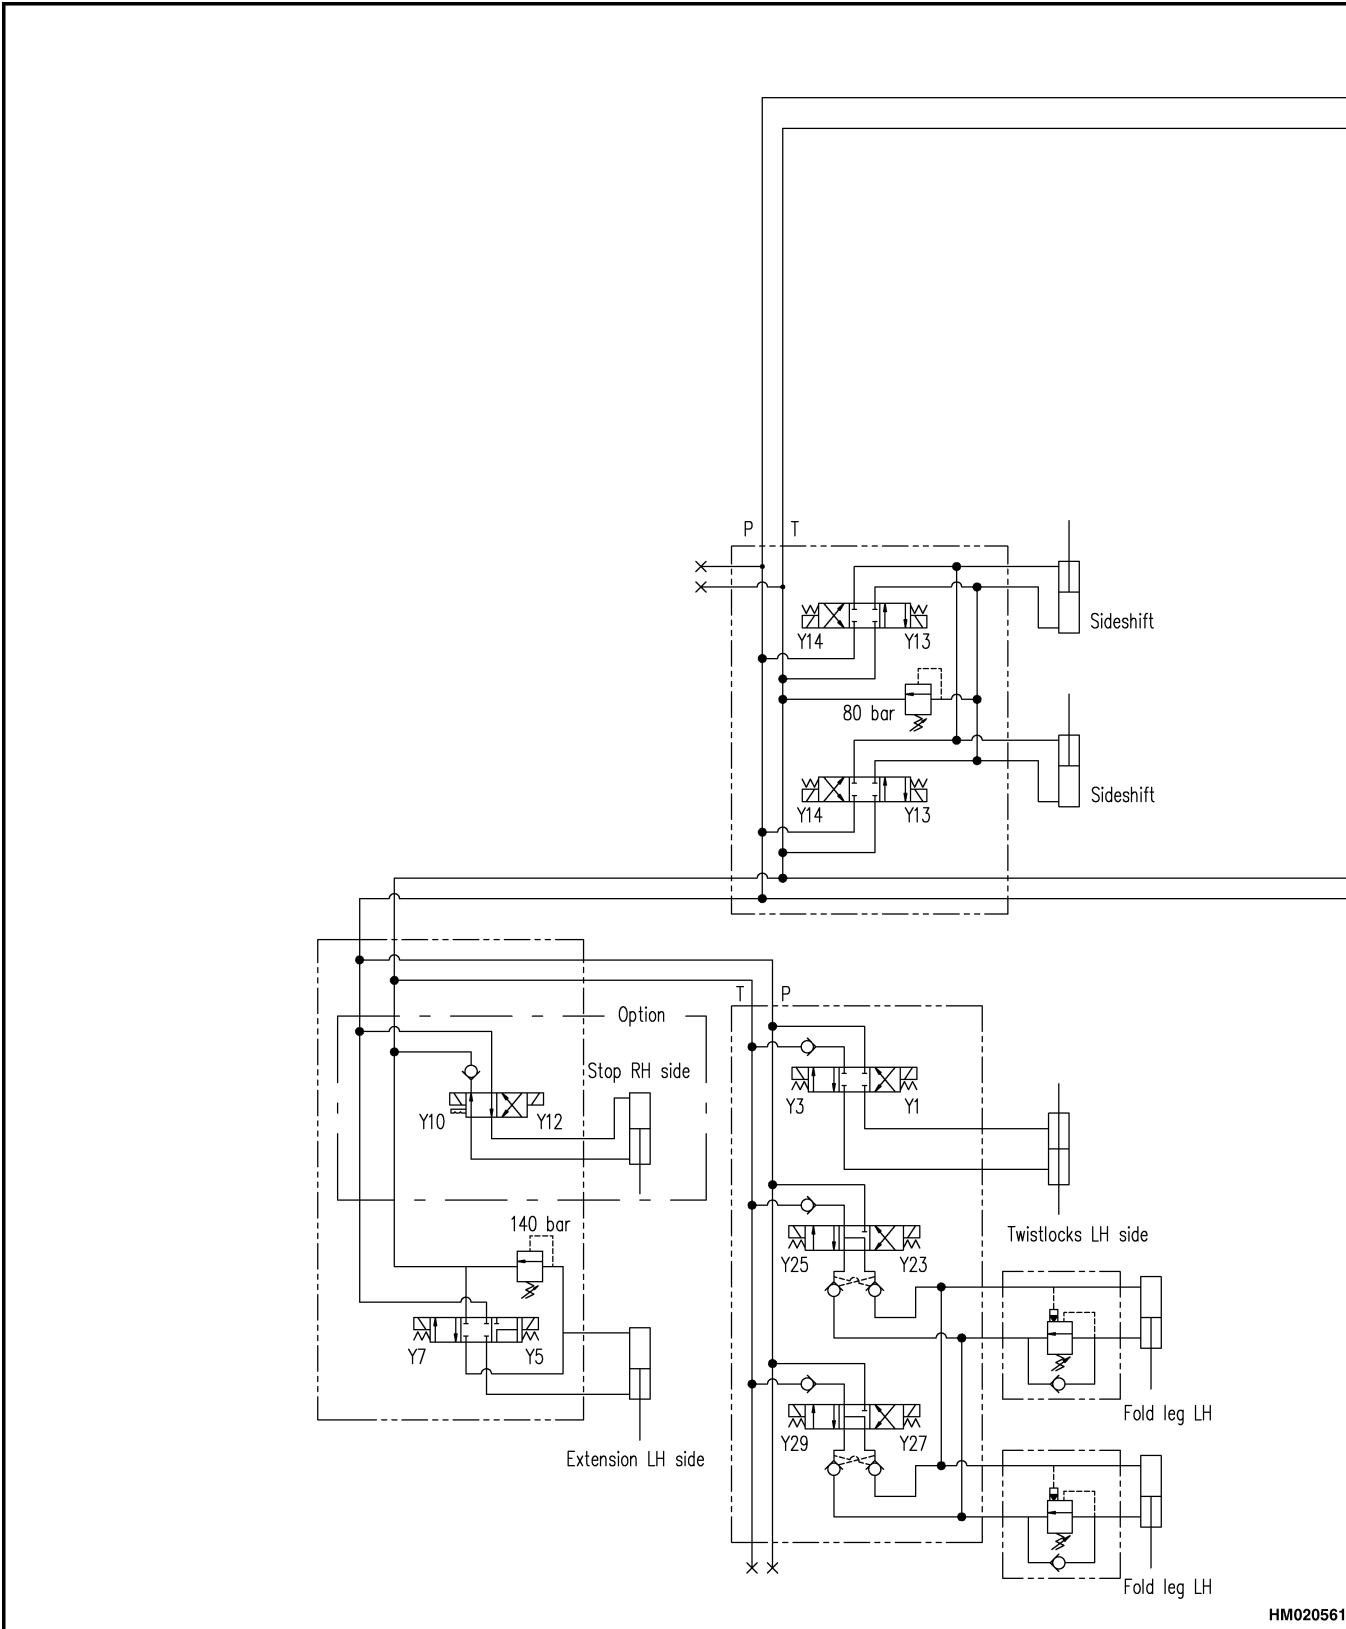 P T
Sideshift
Y14 Y13
80 bar
Sideshift
Y14 Y13
T P
Option
Stop RH side
Y10 Y12
Y3 Y1
140 bar
Twistlocks LH side
Y25 Y23
Y7 Y5
Fold leg LH
Y29 Y27
Extension LH side
Fold leg LH
HM020561